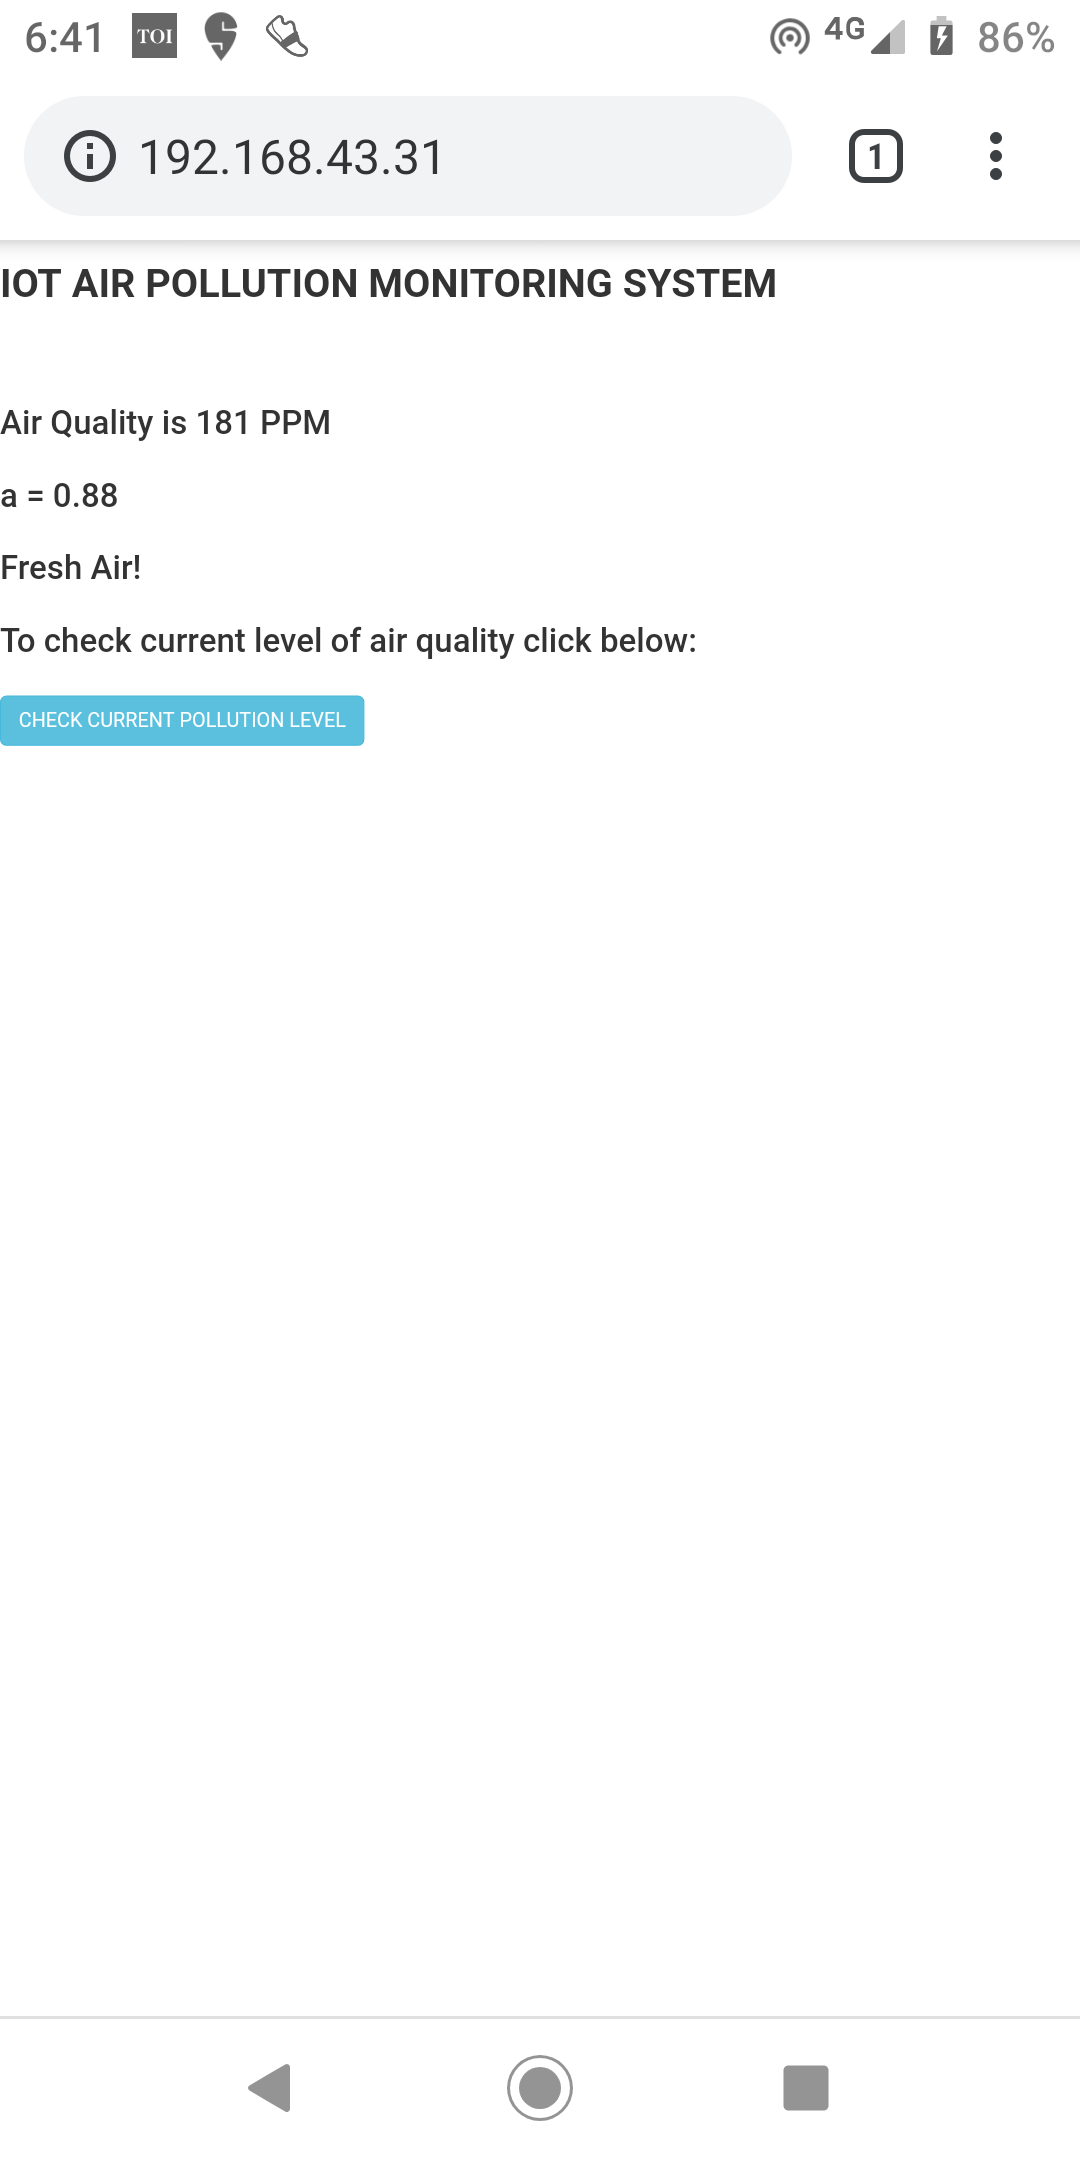 6:41 TOI 4G 86%
192.168.43.31 1
IOT AIR POLLUTION MONITORING SYSTEM
Air Quality is 181 PPM
a = 0.88
Fresh Air!
To check current level of air quality click below:
CHECK CURRENT POLLUTION LEVEL